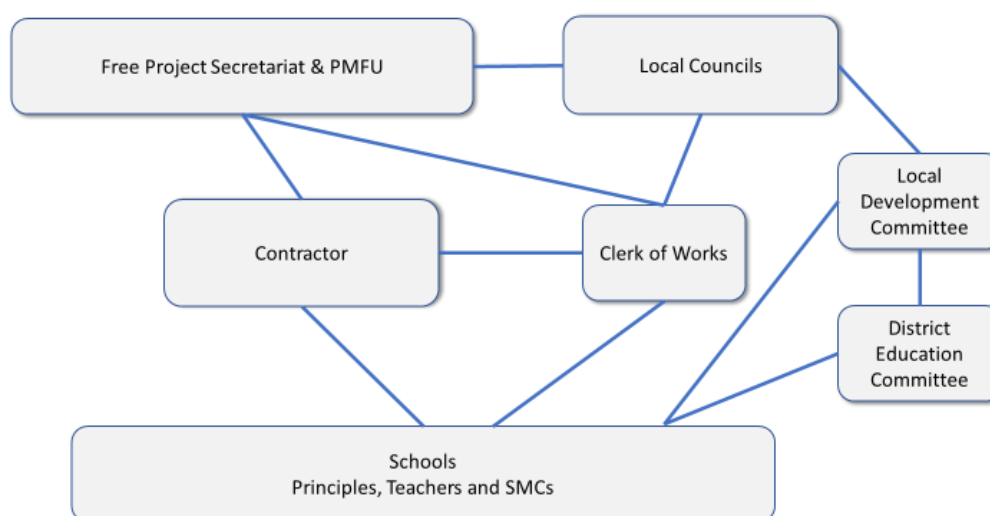 Free Project Secretariat & PMFU
Local Councils
Local
Development
Committee
Contractor
Clerk of Works
District
Education
Committee
Schools
Principles, Teachers and SMCs